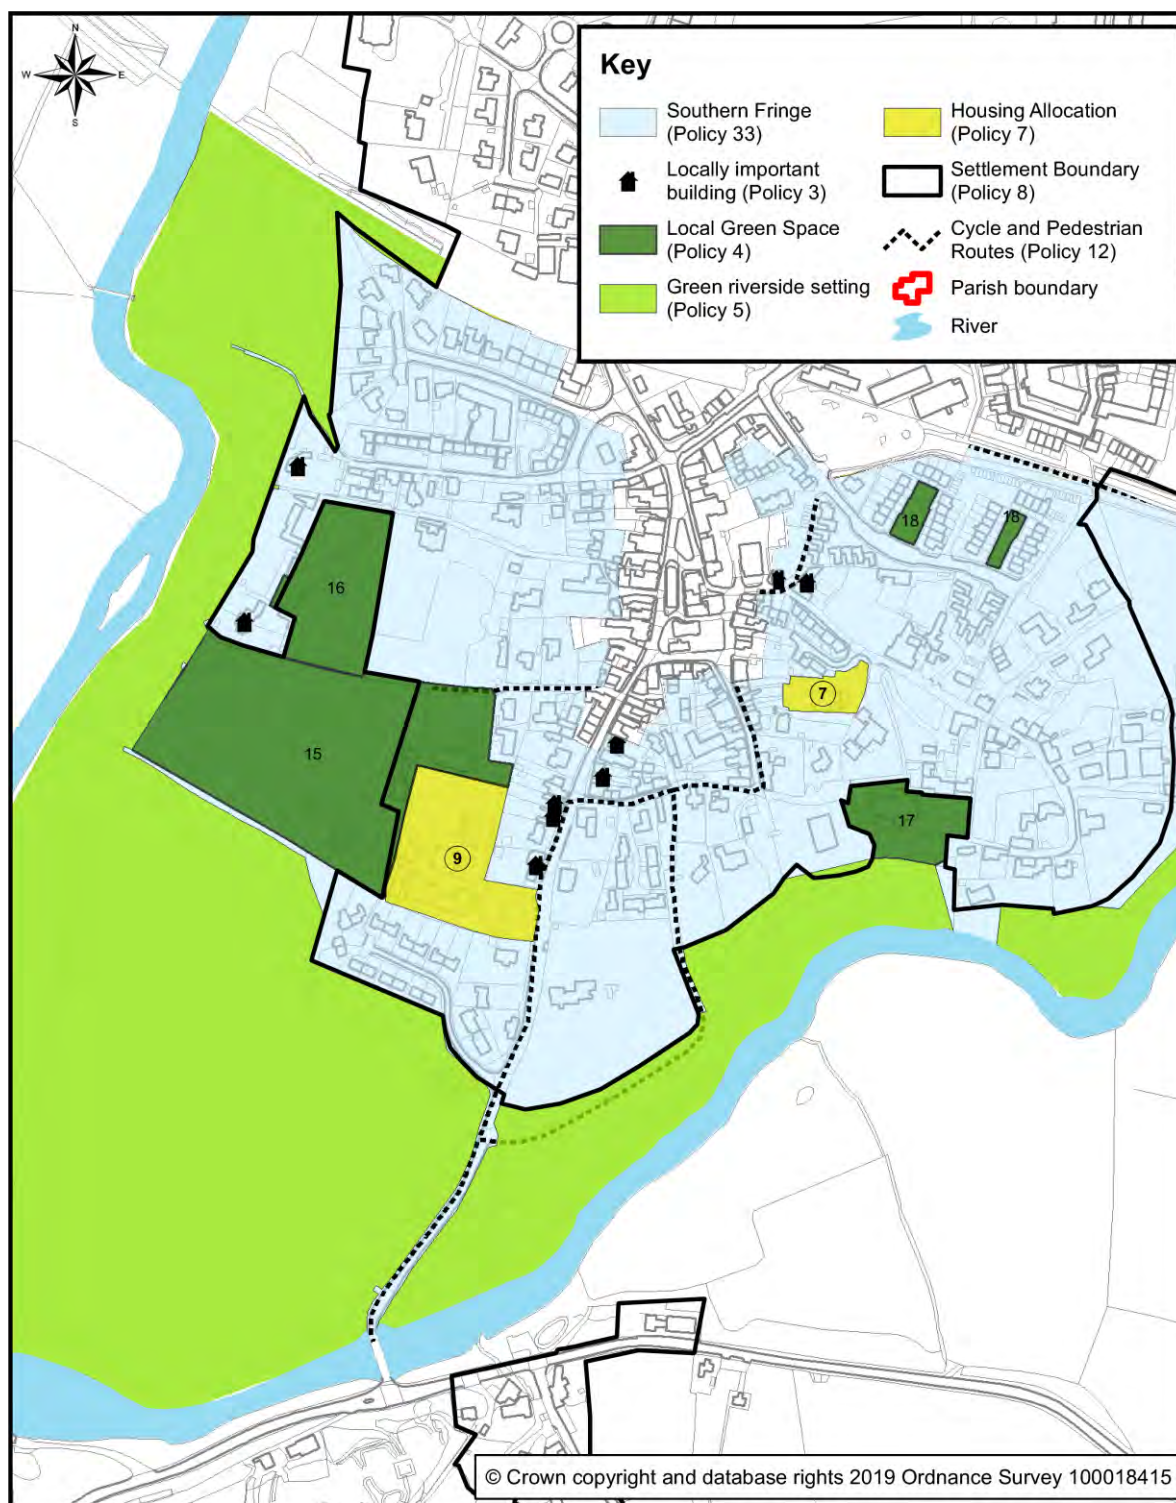 N
W
E
S
Key
Southern Fringe
(Policy 33)
Locally important
building (Policy 3)
Local Green Space
(Policy 4)
Green riverside setting
(Policy 5)
Housing Allocation
(Policy 7)
Settlement Boundary
(Policy 8)
Cycle and Pedestrian
Routes (Policy 12)
Parish boundary
River
18
18
16
7
15
17
9
© Crown copyright and database rights 2019 Ordnance Survey 100018415